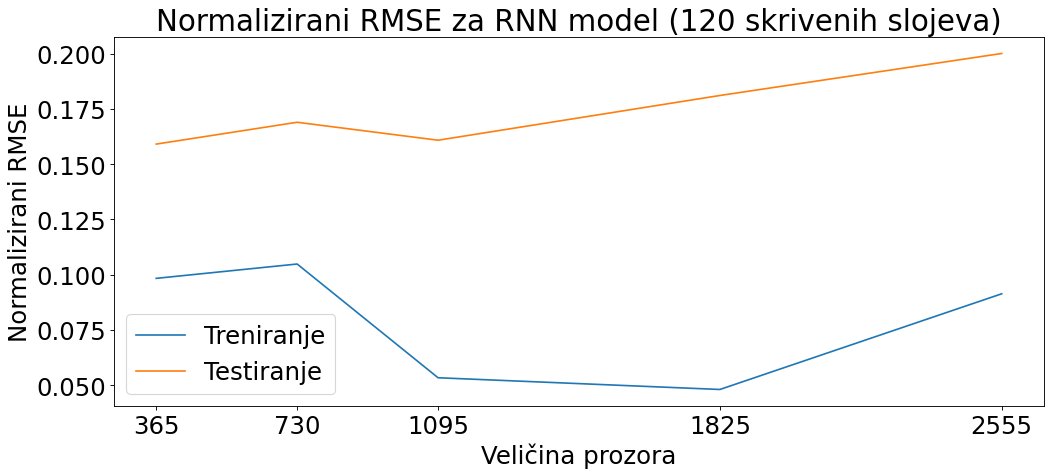 Normalizirani RMSE za RNN model (120 skrivenih slojeva)
Normalizirani RMSE
0.200
0.175
0.150
0.125
0.100
0.075
0.050
Treniranje
Testiranje
365 730 1095 1825 2555
Veličina prozora